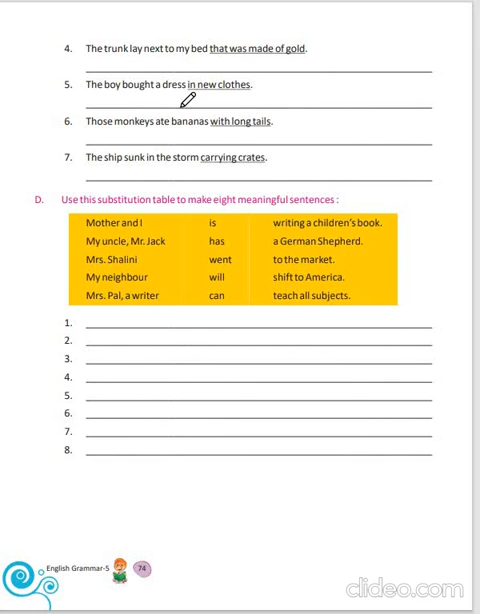 4. The trunk lay next to my bed that was made of gold.
5. The boy bought a dress in new clothes.
6. Those monkeys ate bananas with long tails.
7. The ship sunk in the storm carrying crates.
D. Use this substitution table to make eight meaningful sentences :
Mother and I is writing a children's book.
My uncle, Mr. Jack has a German Shepherd.
Mrs. Shalini went to the market.
My neighbour will shift to America.
Mrs. Pal, a writer can teach all subjects.
1.
2.
3.
4.
5.
6.
7.
8.
English Grammar-5 74
clideo.com